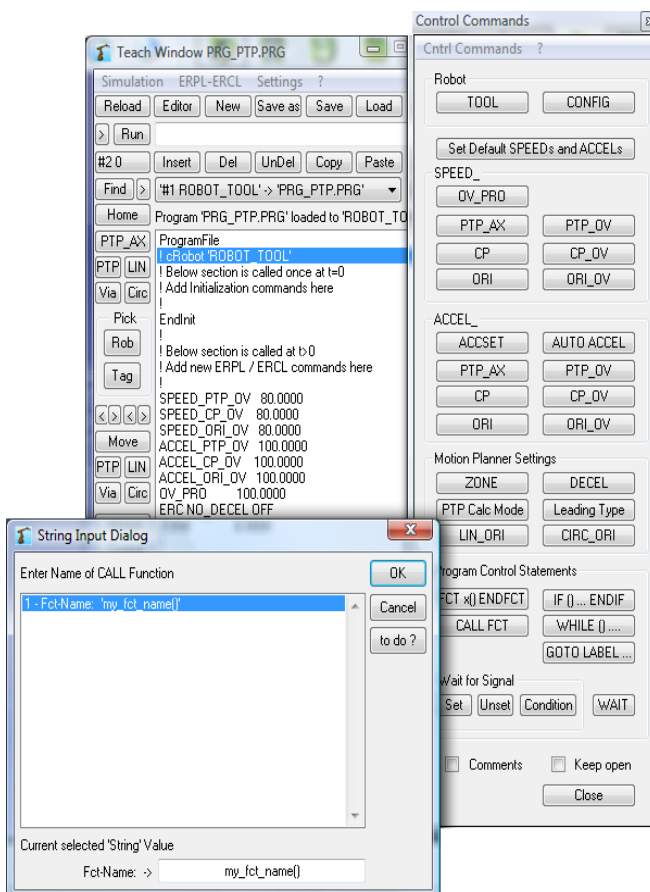 Control Commands
Cntrl Commands ?
Robot
TOOL CONFIG
Set Default SPEEDs and ACCELs
SPEED_
OV_PRO
PTP_AX PTP_OV
CP CP_OV
ORI ORI_OV
ACCEL_
ACCSET AUTO ACCEL
PTP_AX PTP_OV
CP CP_OV
ORI ORI_OV
Motion Planner Settings
ZONE DECEL
PTP Calc Mode Leading Type
LIN_ORI CIRC_ORI
Program Control Statements
FCT x() ENDFCT IF () ... ENDIF
CALL FCT WHILE () ....
GOTO LABEL ...
Wait for Signal
Set Unset Condition WAIT
Comments Keep open
Close
Teach Window PRG_PTP.PRG
Simulation ERPL-ERCL Settings ?
Reload Editor New Save as Save Load
> Run
#2 0 Insert Del UnDel Copy Paste
Find > '#1 ROBOT_TOOL' -> 'PRG_PTP.PRG'
Home Program 'PRG_PTP.PRG' loaded to 'ROBOT_TO
PTP_AX
PTP LIN
Via Circ
Pick
Rob
Tag
< > < >
Move
PTP LIN
Via Circ
ProgramFile
! cRobot 'ROBOT_TOOL'
! Below section is called once at t=0
! Add Initialization commands here
!
EndInit
!
! Below section is called at t>0
! Add new ERPL / ERCL commands here
!
SPEED_PTP_OV 80.0000
SPEED_CP_OV 80.0000
SPEED_ORI_OV 80.0000
ACCEL_PTP_OV 100.0000
ACCEL_CP_OV 100.0000
ACCEL_ORI_OV 100.0000
OV_PRO 100.0000
ERC NO_DECEL OFF
String Input Dialog
Enter Name of CALL Function
OK
1 - Fct-Name: 'my_fct_name()'
Cancel
to do ?
Current selected 'String' Value
Fct-Name: -> my_fct_name()